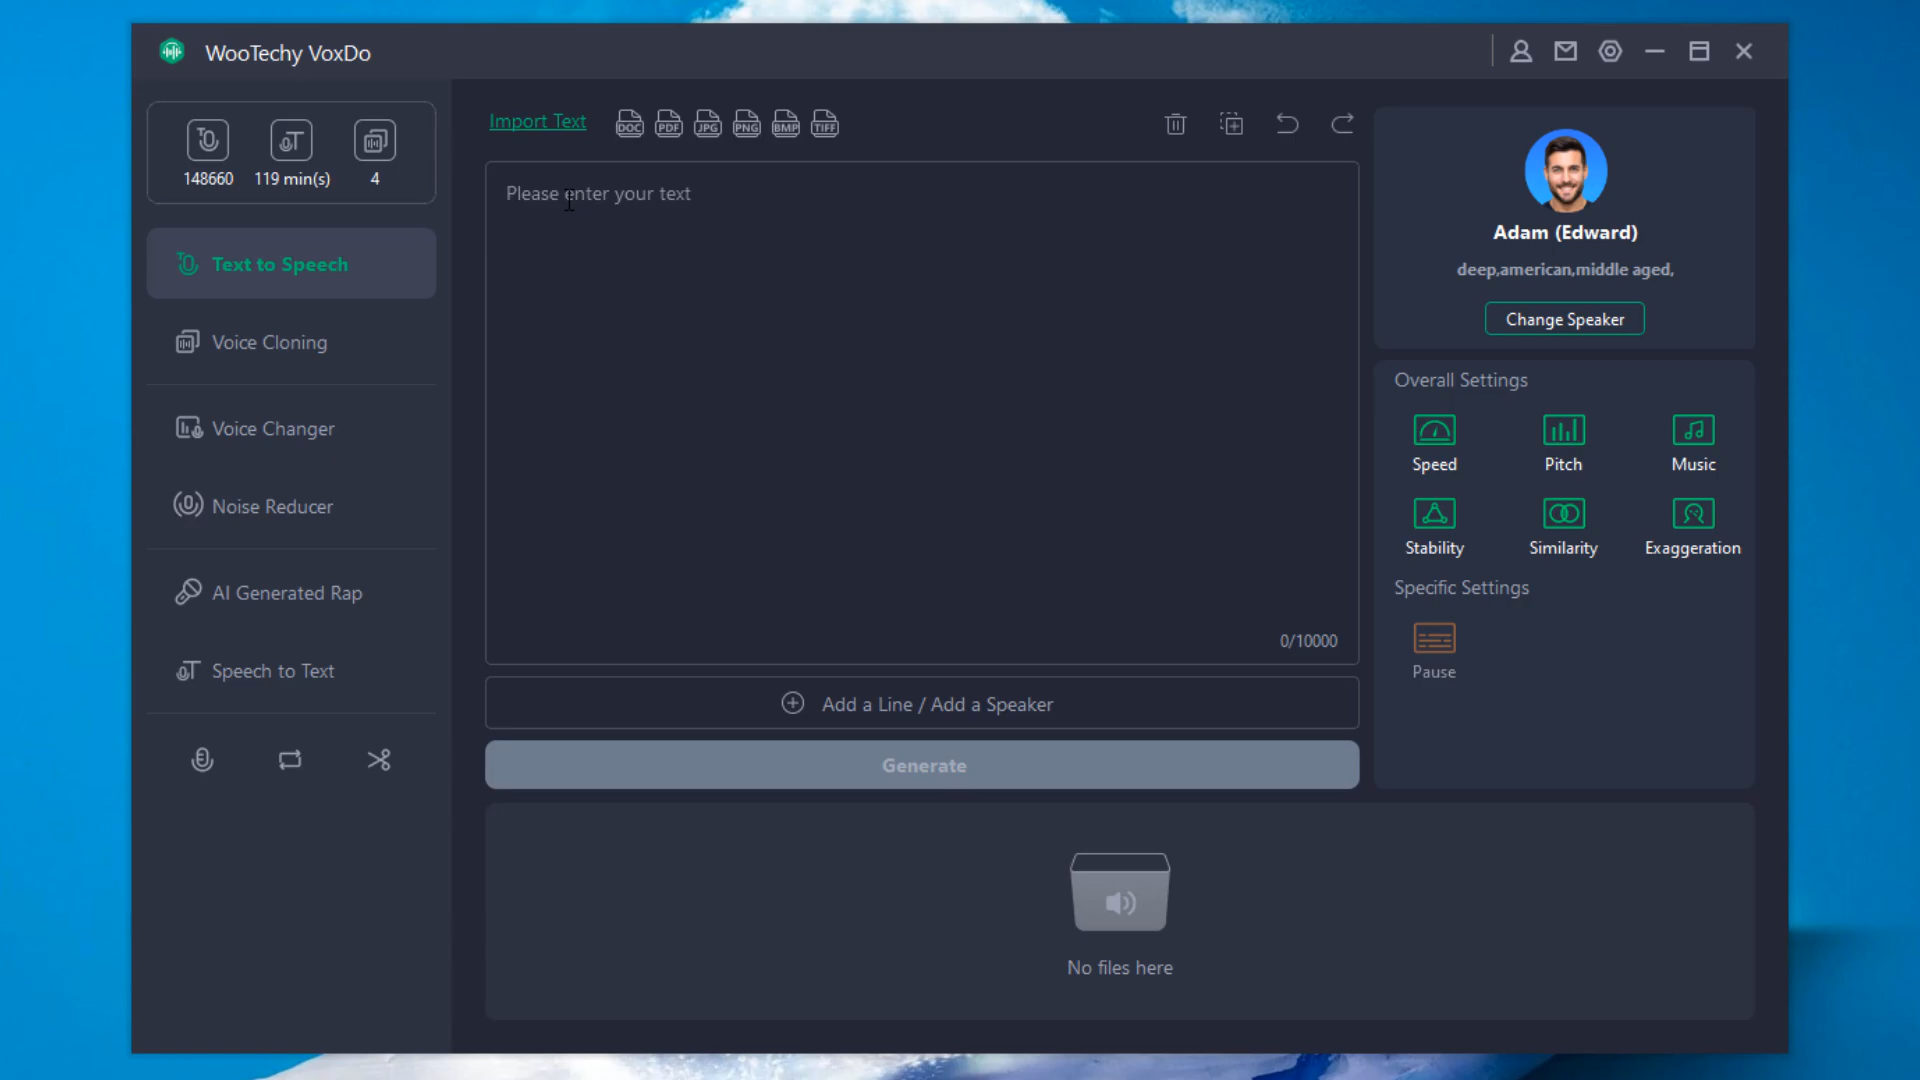 WooTechy VoxDo
148660 119 min(s) 4
Text to Speech
Voice Cloning
Voice Changer
Noise Reducer
AI Generated Rap
Speech to Text
Import Text DOC PDF JPG PNG BMP TIFF
Please enter your text
0/10000
Add a Line / Add a Speaker
Generate
No files here
Adam (Edward)
deep,american,middle aged,
Change Speaker
Overall Settings
Speed Pitch Music
Stability Similarity Exaggeration
Specific Settings
Pause